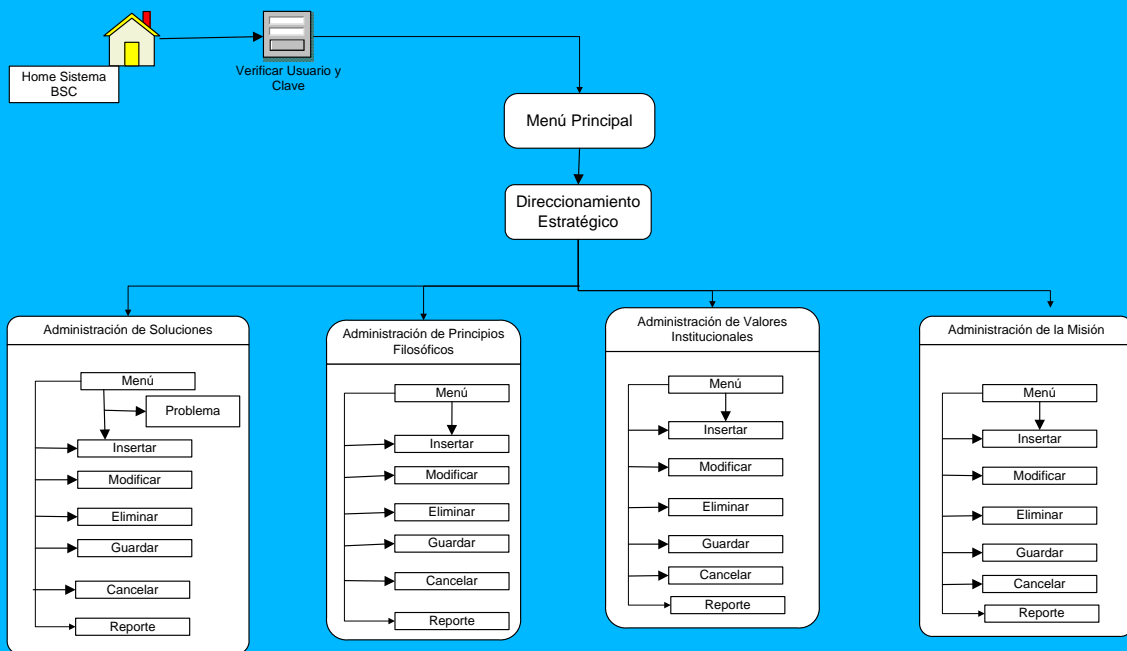 Home Sistema
BSC
Verificar Usuario y
Clave
Menú Principal
Direccionamiento
Estratégico
Administración de Soluciones
Menú
Problema
Insertar
Modificar
Eliminar
Guardar
Cancelar
Reporte
Administración de Principios
Filosóficos
Menú
Insertar
Modificar
Eliminar
Guardar
Cancelar
Reporte
Administración de Valores
Institucionales
Menú
Insertar
Modificar
Eliminar
Guardar
Cancelar
Reporte
Administración de la Misión
Menú
Insertar
Modificar
Eliminar
Guardar
Cancelar
Reporte